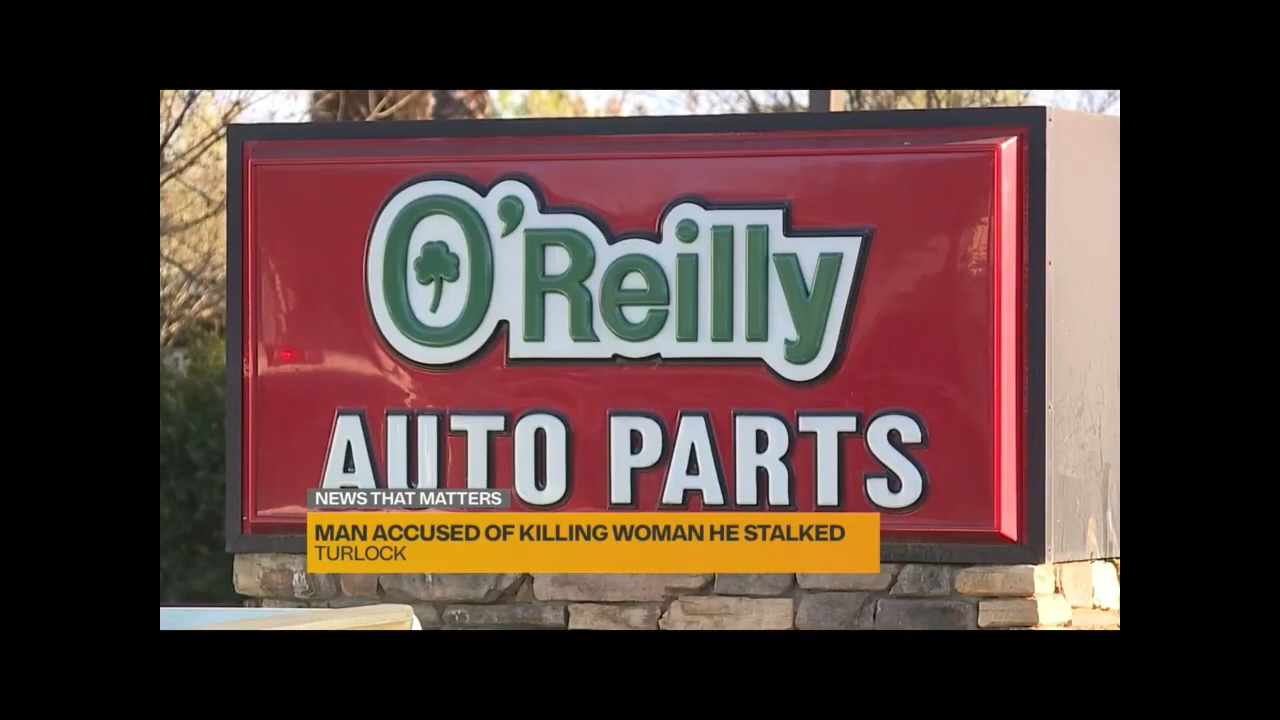 O'Reilly
AUTO PARTS
NEWS THAT MATTERS
MAN ACCUSED OF KILLING WOMAN HE STALKED
TURLOCK